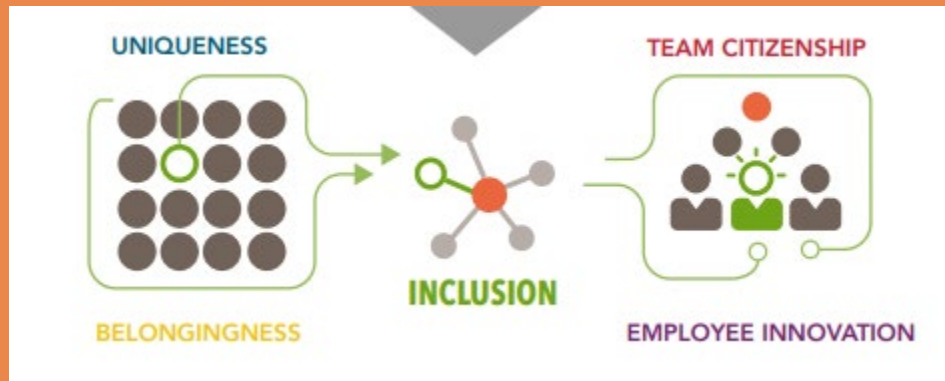 UNIQUENESS
TEAM CITIZENSHIP
INCLUSION
BELONGINGNESS
EMPLOYEE INNOVATION